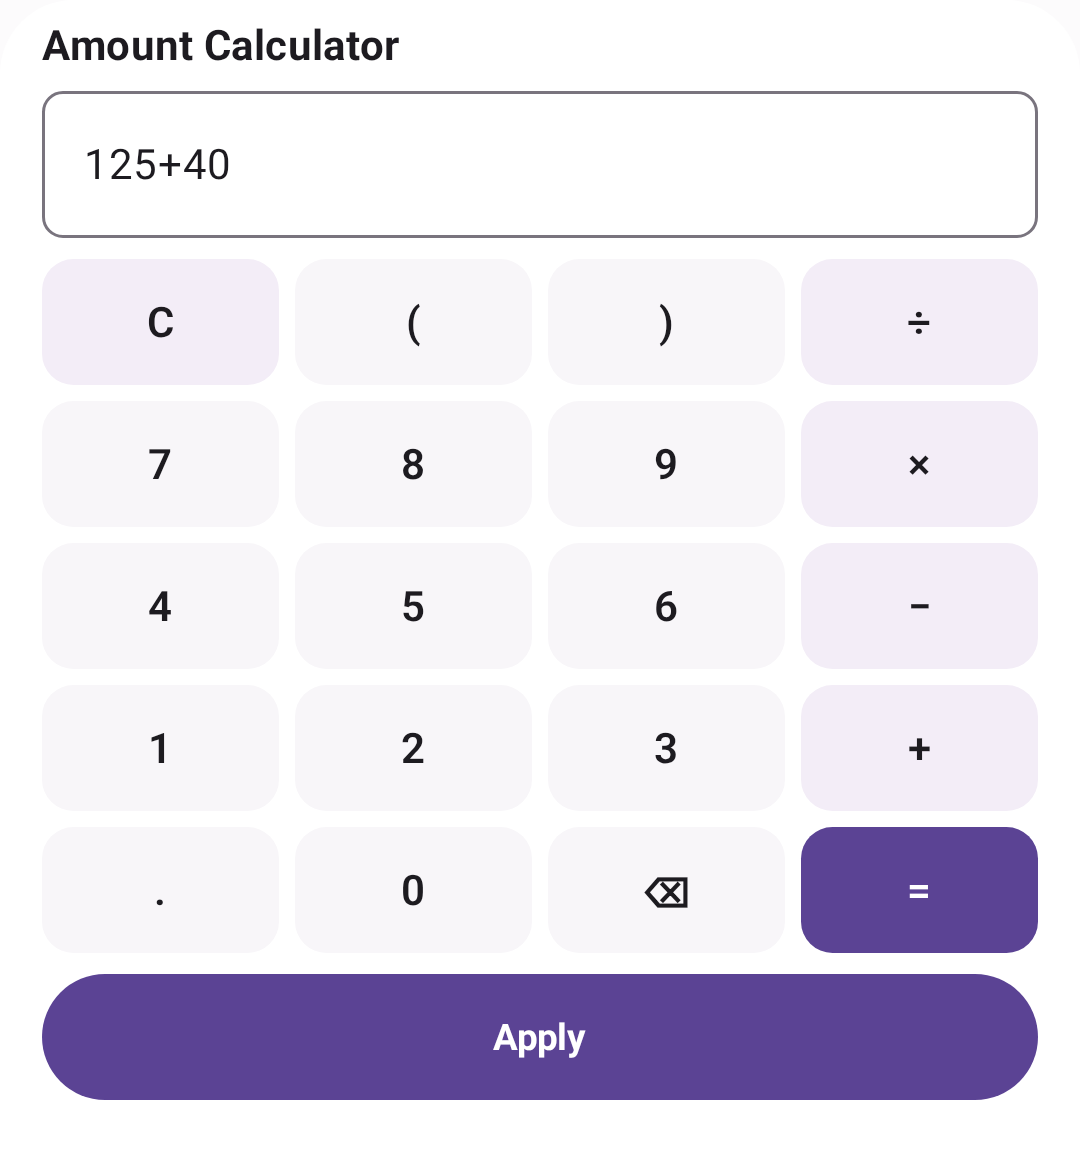 Amount Calculator
125+40
C ( ) ÷
7 8 9 ×
4 5 6 −
1 2 3 +
. 0 =
Apply